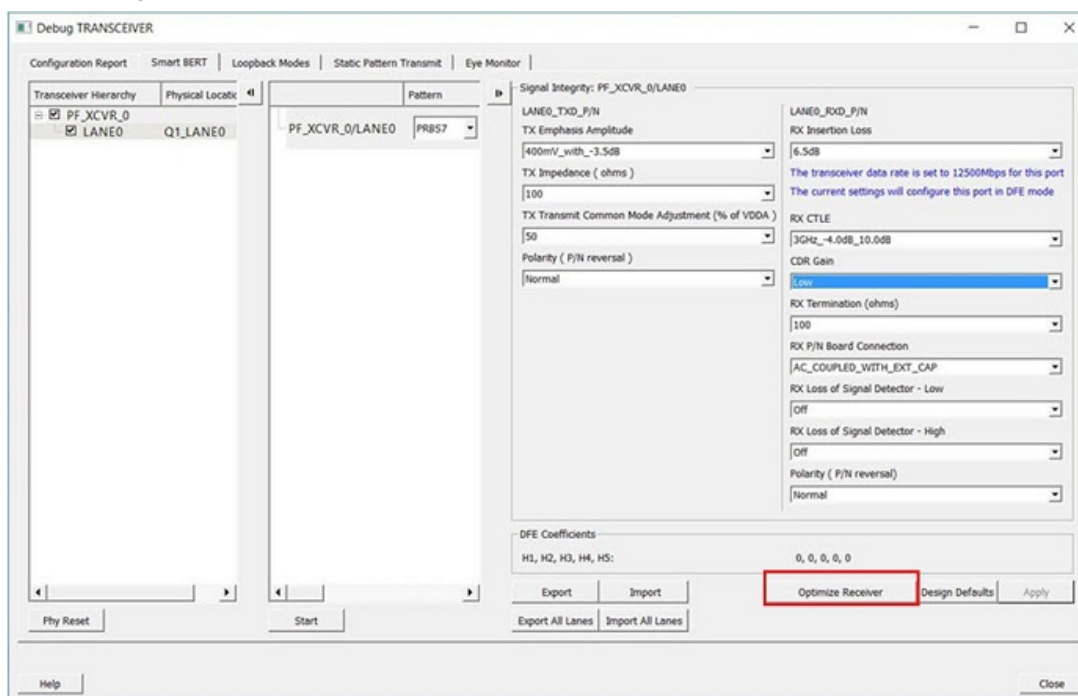 Debug TRANSCEIVER
Configuration Report
Smart BERT
Loopback Modes
Static Pattern Transmit
Eye Monitor
Transceiver Hierarchy
Physical Locatic
PF_XCVR_0
LANE0
Q1_LANE0
Phy Reset
Pattern
PF_XCVR_0/LANE0
PRBS7
Start
Signal Integrity: PF_XCVR_0/LANE0
LANE0_TXD_P/N
TX Emphasis Amplitude
400mV_with_-3.5dB
TX Impedance ( ohms )
100
TX Transmit Common Mode Adjustment (% of VDDA )
50
Polarity ( P/N reversal )
Normal
LANE0_RXD_P/N
RX Insertion Loss
6.5dB
The transceiver data rate is set to 12500Mbps for this port
The current settings will configure this port in DFE mode
RX CTLE
3GHz_-4.0dB_10.0dB
CDR Gain
Low
RX Termination (ohms)
100
RX P/N Board Connection
AC_COUPLED_WITH_EXT_CAP
RX Loss of Signal Detector - Low
Off
RX Loss of Signal Detector - High
Off
Polarity ( P/N reversal)
Normal
DFE Coefficients
H1, H2, H3, H4, H5:
0, 0, 0, 0, 0
Export
Import
Optimize Receiver
Design Defaults
Apply
Export All Lanes
Import All Lanes
Help
Close